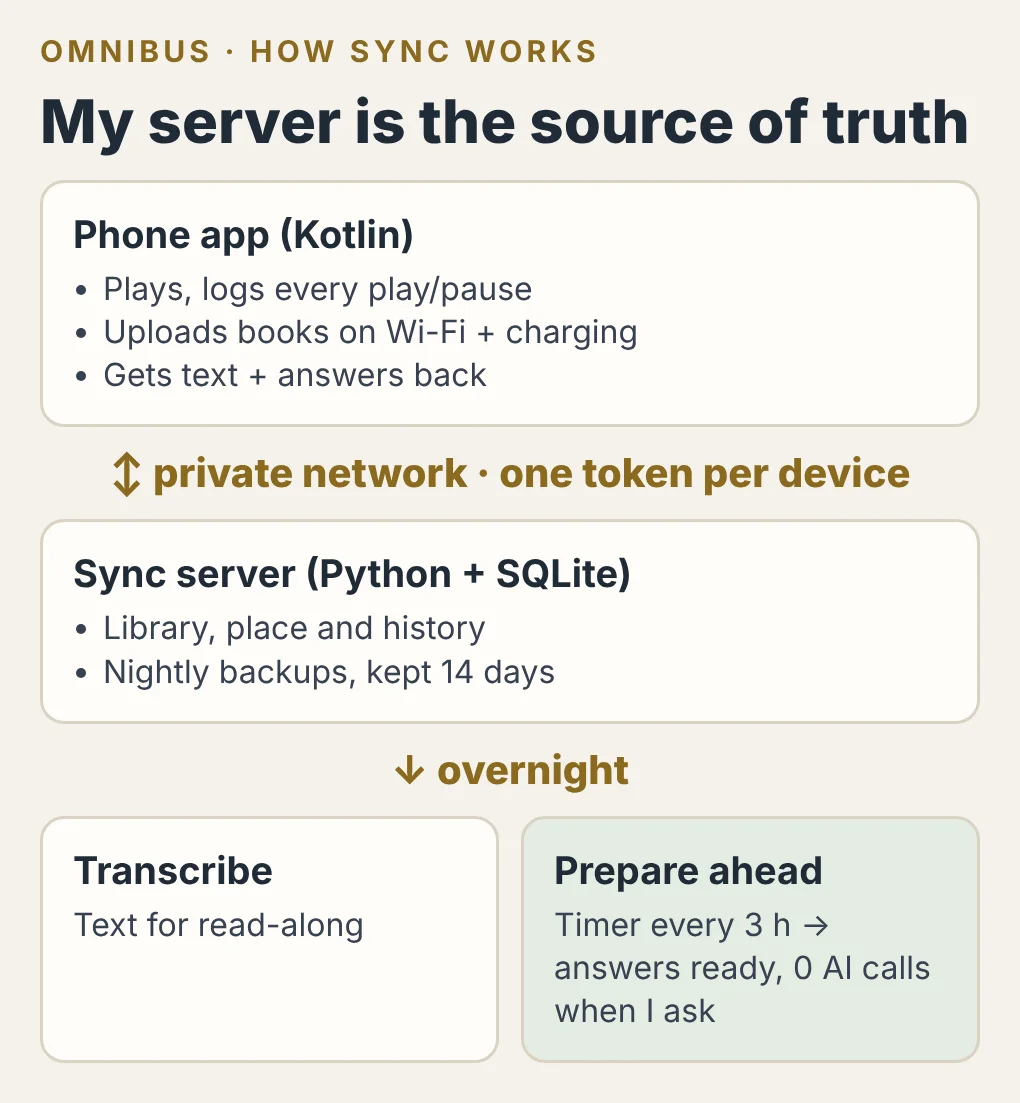 OMNIBUS · HOW SYNC WORKS
My server is the source of truth
Phone app (Kotlin)
• Plays, logs every play/pause
• Uploads books on Wi-Fi + charging
• Gets text + answers back
↕ private network · one token per device
Sync server (Python + SQLite)
• Library, place and history
• Nightly backups, kept 14 days
↓ overnight
Transcribe
Text for read-along
Prepare ahead
Timer every 3 h →
answers ready, 0 AI calls
when I ask